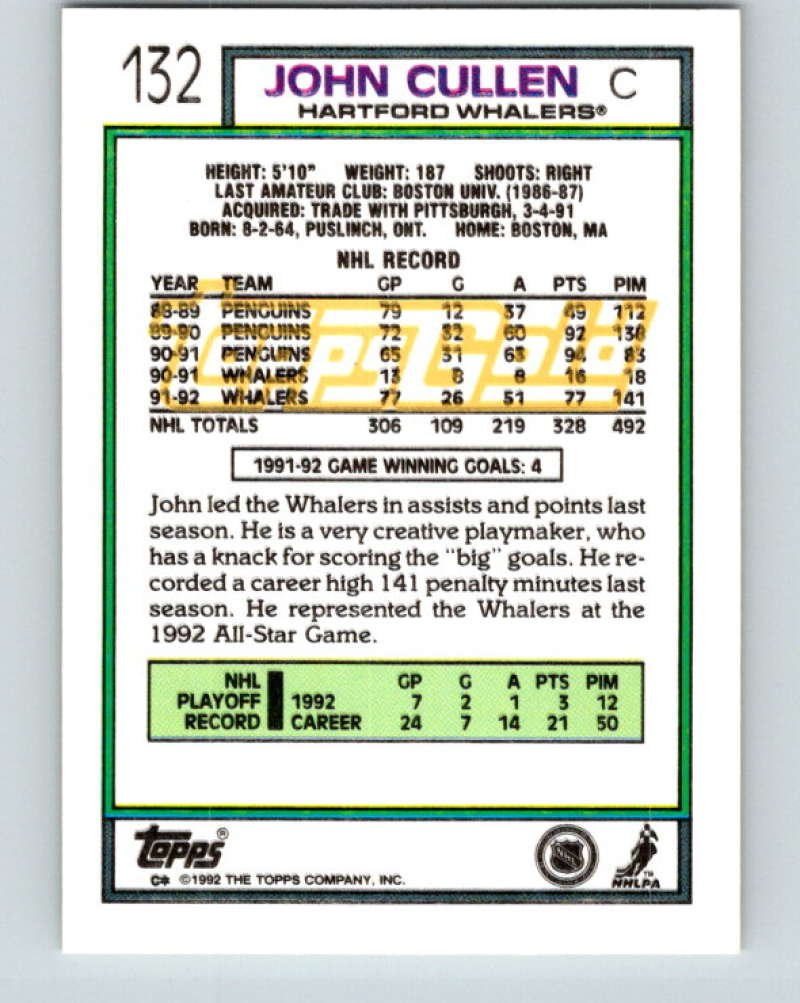 132
JOHN CULLEN C
HARTFORD WHALERS®
HEIGHT: 5'10" WEIGHT: 187 SHOOTS: RIGHT
LAST AMATEUR CLUB: BOSTON UNIV. (1986-87)
ACQUIRED: TRADE WITH PITTSBURGH, 3-4-91
BORN: 8-2-64, PUSLINCH, ONT. HOME: BOSTON, MA
NHL RECORD
YEAR TEAM GP G A PTS PIM
88-89 PENGUINS 79 12 37 49 112
89-90 PENGUINS 72 32 60 92 138
90-91 PENGUINS 65 31 63 94 83
90-91 WHALERS 13 8 8 16 18
91-92 WHALERS 77 26 51 77 141
NHL TOTALS 306 109 219 328 492
ToppsGold
1991-92 GAME WINNING GOALS: 4
John led the Whalers in assists and points last
season. He is a very creative playmaker, who
has a knack for scoring the "big" goals. He re-
corded a career high 141 penalty minutes last
season. He represented the Whalers at the
1992 All-Star Game.
NHL GP G A PTS PIM
PLAYOFF 1992 7 2 1 3 12
RECORD CAREER 24 7 14 21 50
Topps®
C* ©1992 THE TOPPS COMPANY, INC.
NHL
NHLPA™